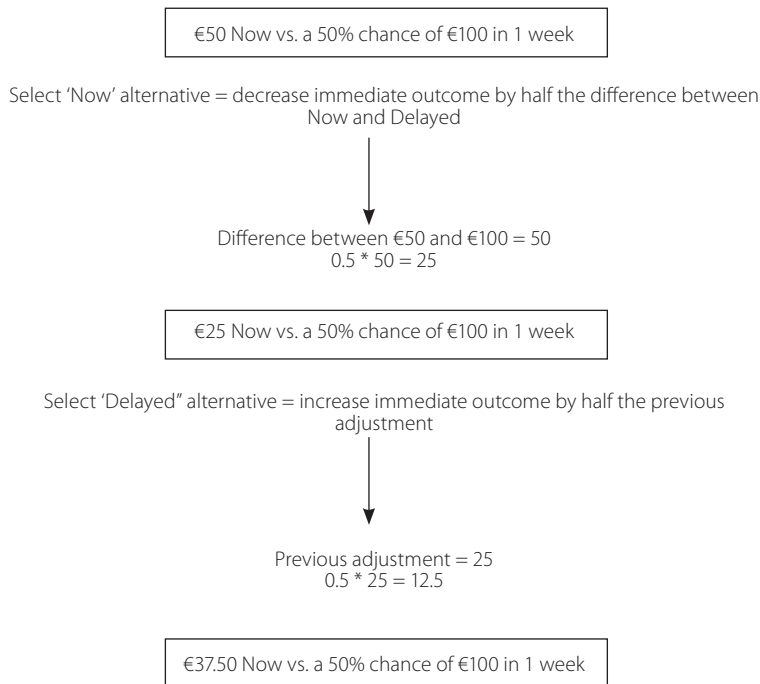 €50 Now vs. a 50% chance of €100 in 1 week
Select ‘Now’ alternative = decrease immediate outcome by half the difference between
Now and Delayed
Difference between €50 and €100 = 50
0.5 * 50 = 25
€25 Now vs. a 50% chance of €100 in 1 week
Select ‘Delayed” alternative = increase immediate outcome by half the previous
adjustment
Previous adjustment = 25
0.5 * 25 = 12.5
€37.50 Now vs. a 50% chance of €100 in 1 week